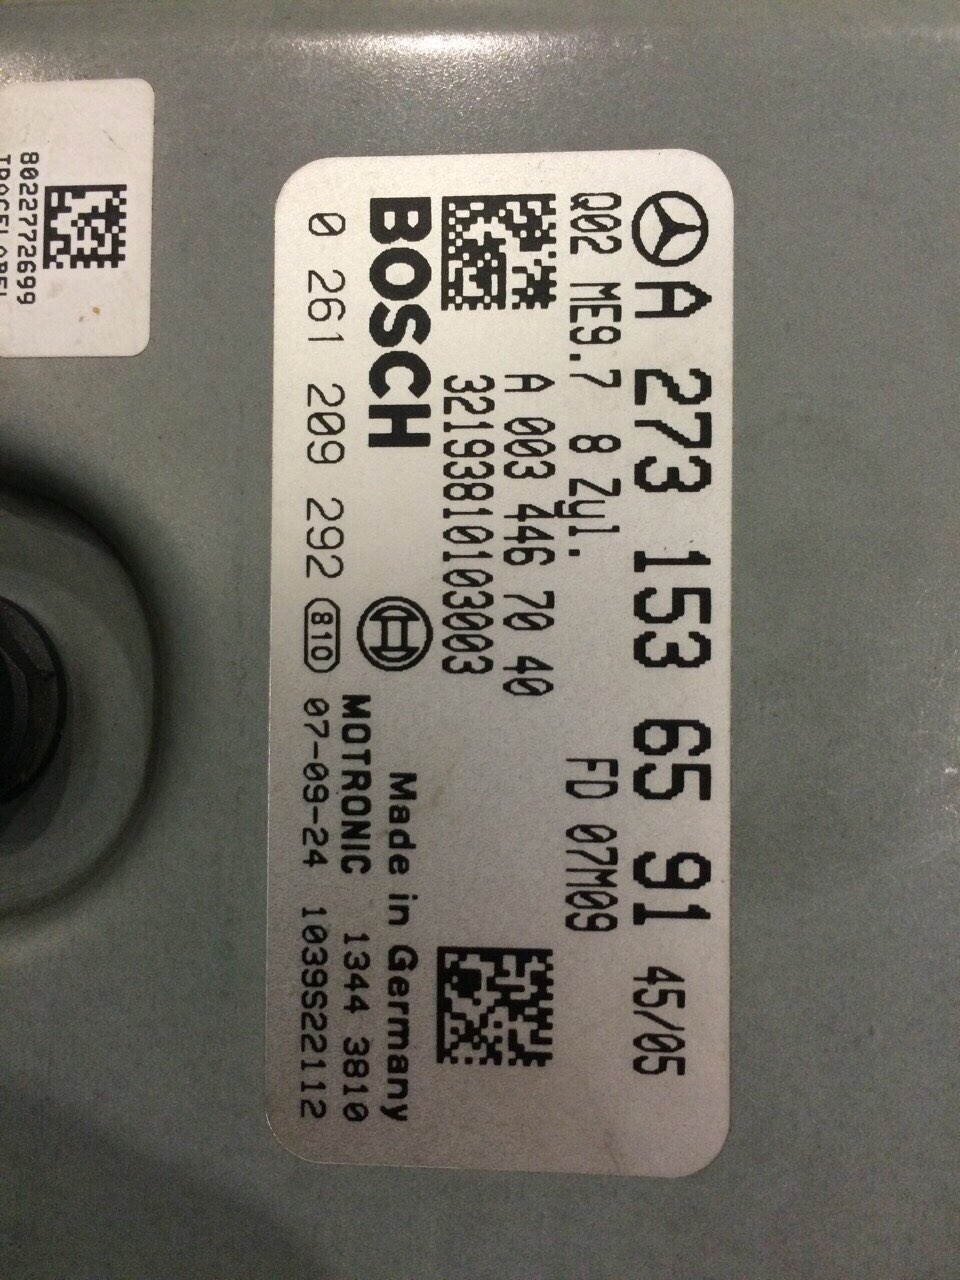 A 273 153 65 91 45/05
Q02 ME9.7 8 Zyl. FD 07M09
A 003 446 70 40
32193810103003
BOSCH
Made in Germany
MOTRONIC 1344 3810
0 261 209 292 810 07-09-24 1039S22112
8022772699